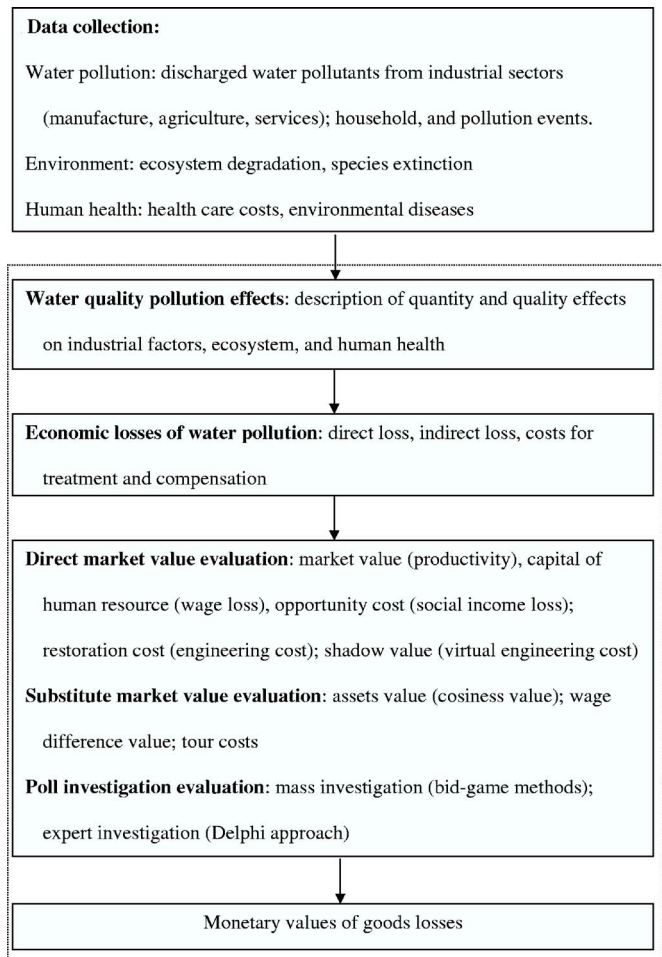 Data collection:
Water pollution: discharged water pollutants from industrial sectors
(manufacture, agriculture, services); household, and pollution events.
Environment: ecosystem degradation, species extinction
Human health: health care costs, environmental diseases
Water quality pollution effects: description of quantity and quality effects
on industrial factors, ecosystem, and human health
Economic losses of water pollution: direct loss, indirect loss, costs for
treatment and compensation
Direct market value evaluation: market value (productivity), capital of
human resource (wage loss), opportunity cost (social income loss);
restoration cost (engineering cost); shadow value (virtual engineering cost)
Substitute market value evaluation: assets value (cosiness value); wage
difference value; tour costs
Poll investigation evaluation: mass investigation (bid-game methods);
expert investigation (Delphi approach)
Monetary values of goods losses